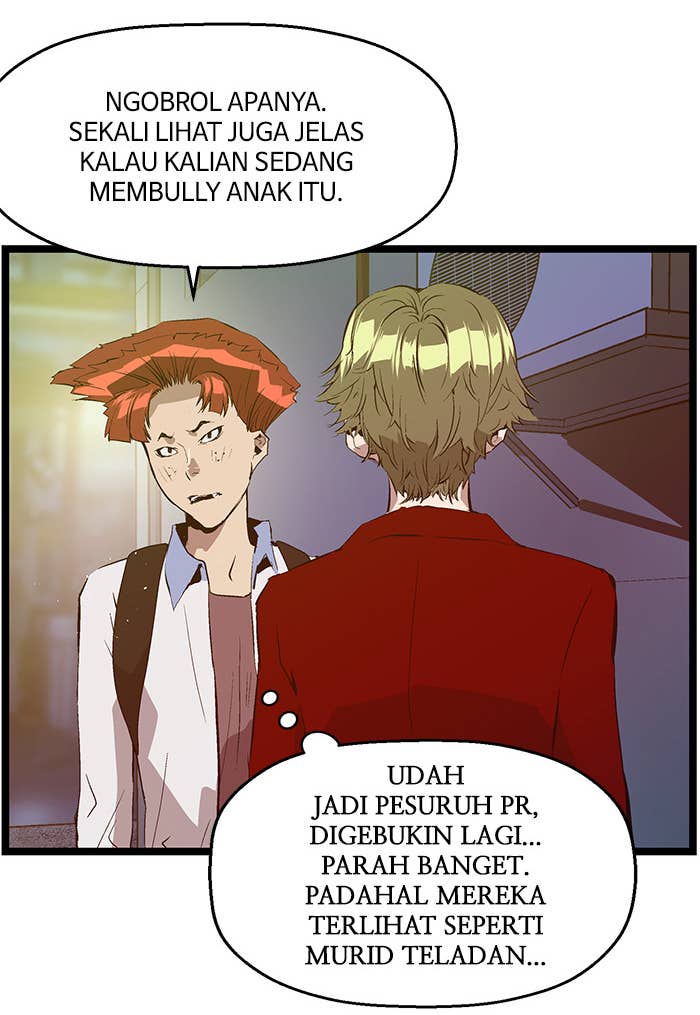 NGOBROL APANYA.
SEKALI LIHAT JUGA JELAS
KALAU KALIAN SEDANG
MEMBULLY ANAK ITU.
UDAH
JADI PESURUH PR,
DIGEBUKIN LAGI...
PARAH BANGET.
PADAHAL MEREKA
TERLIHAT SEPERTI
MURID TELADAN...